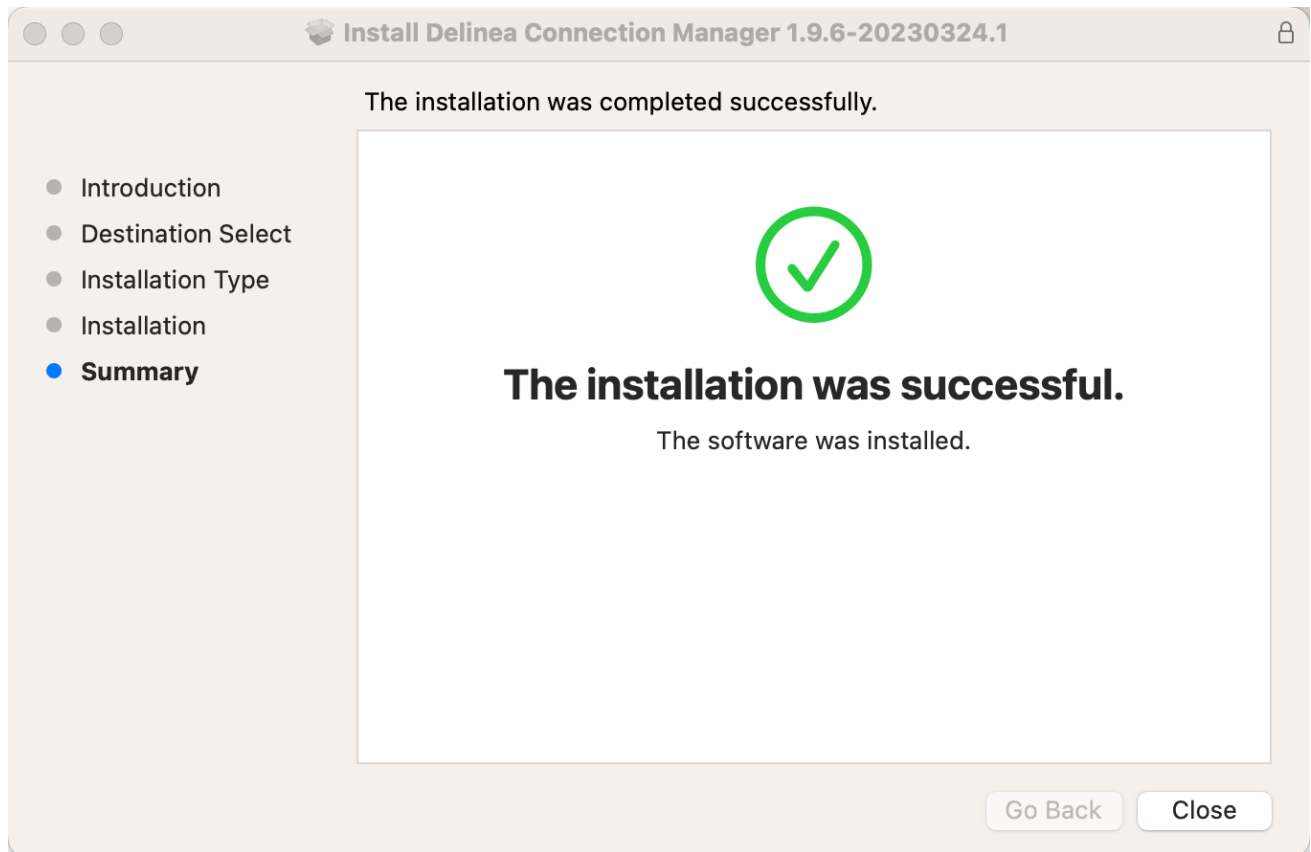 Install Delinea Connection Manager 1.9.6-20230324.1
The installation was completed successfully.
Introduction
Destination Select
Installation Type
Installation
Summary
The installation was successful.
The software was installed.
Go Back
Close